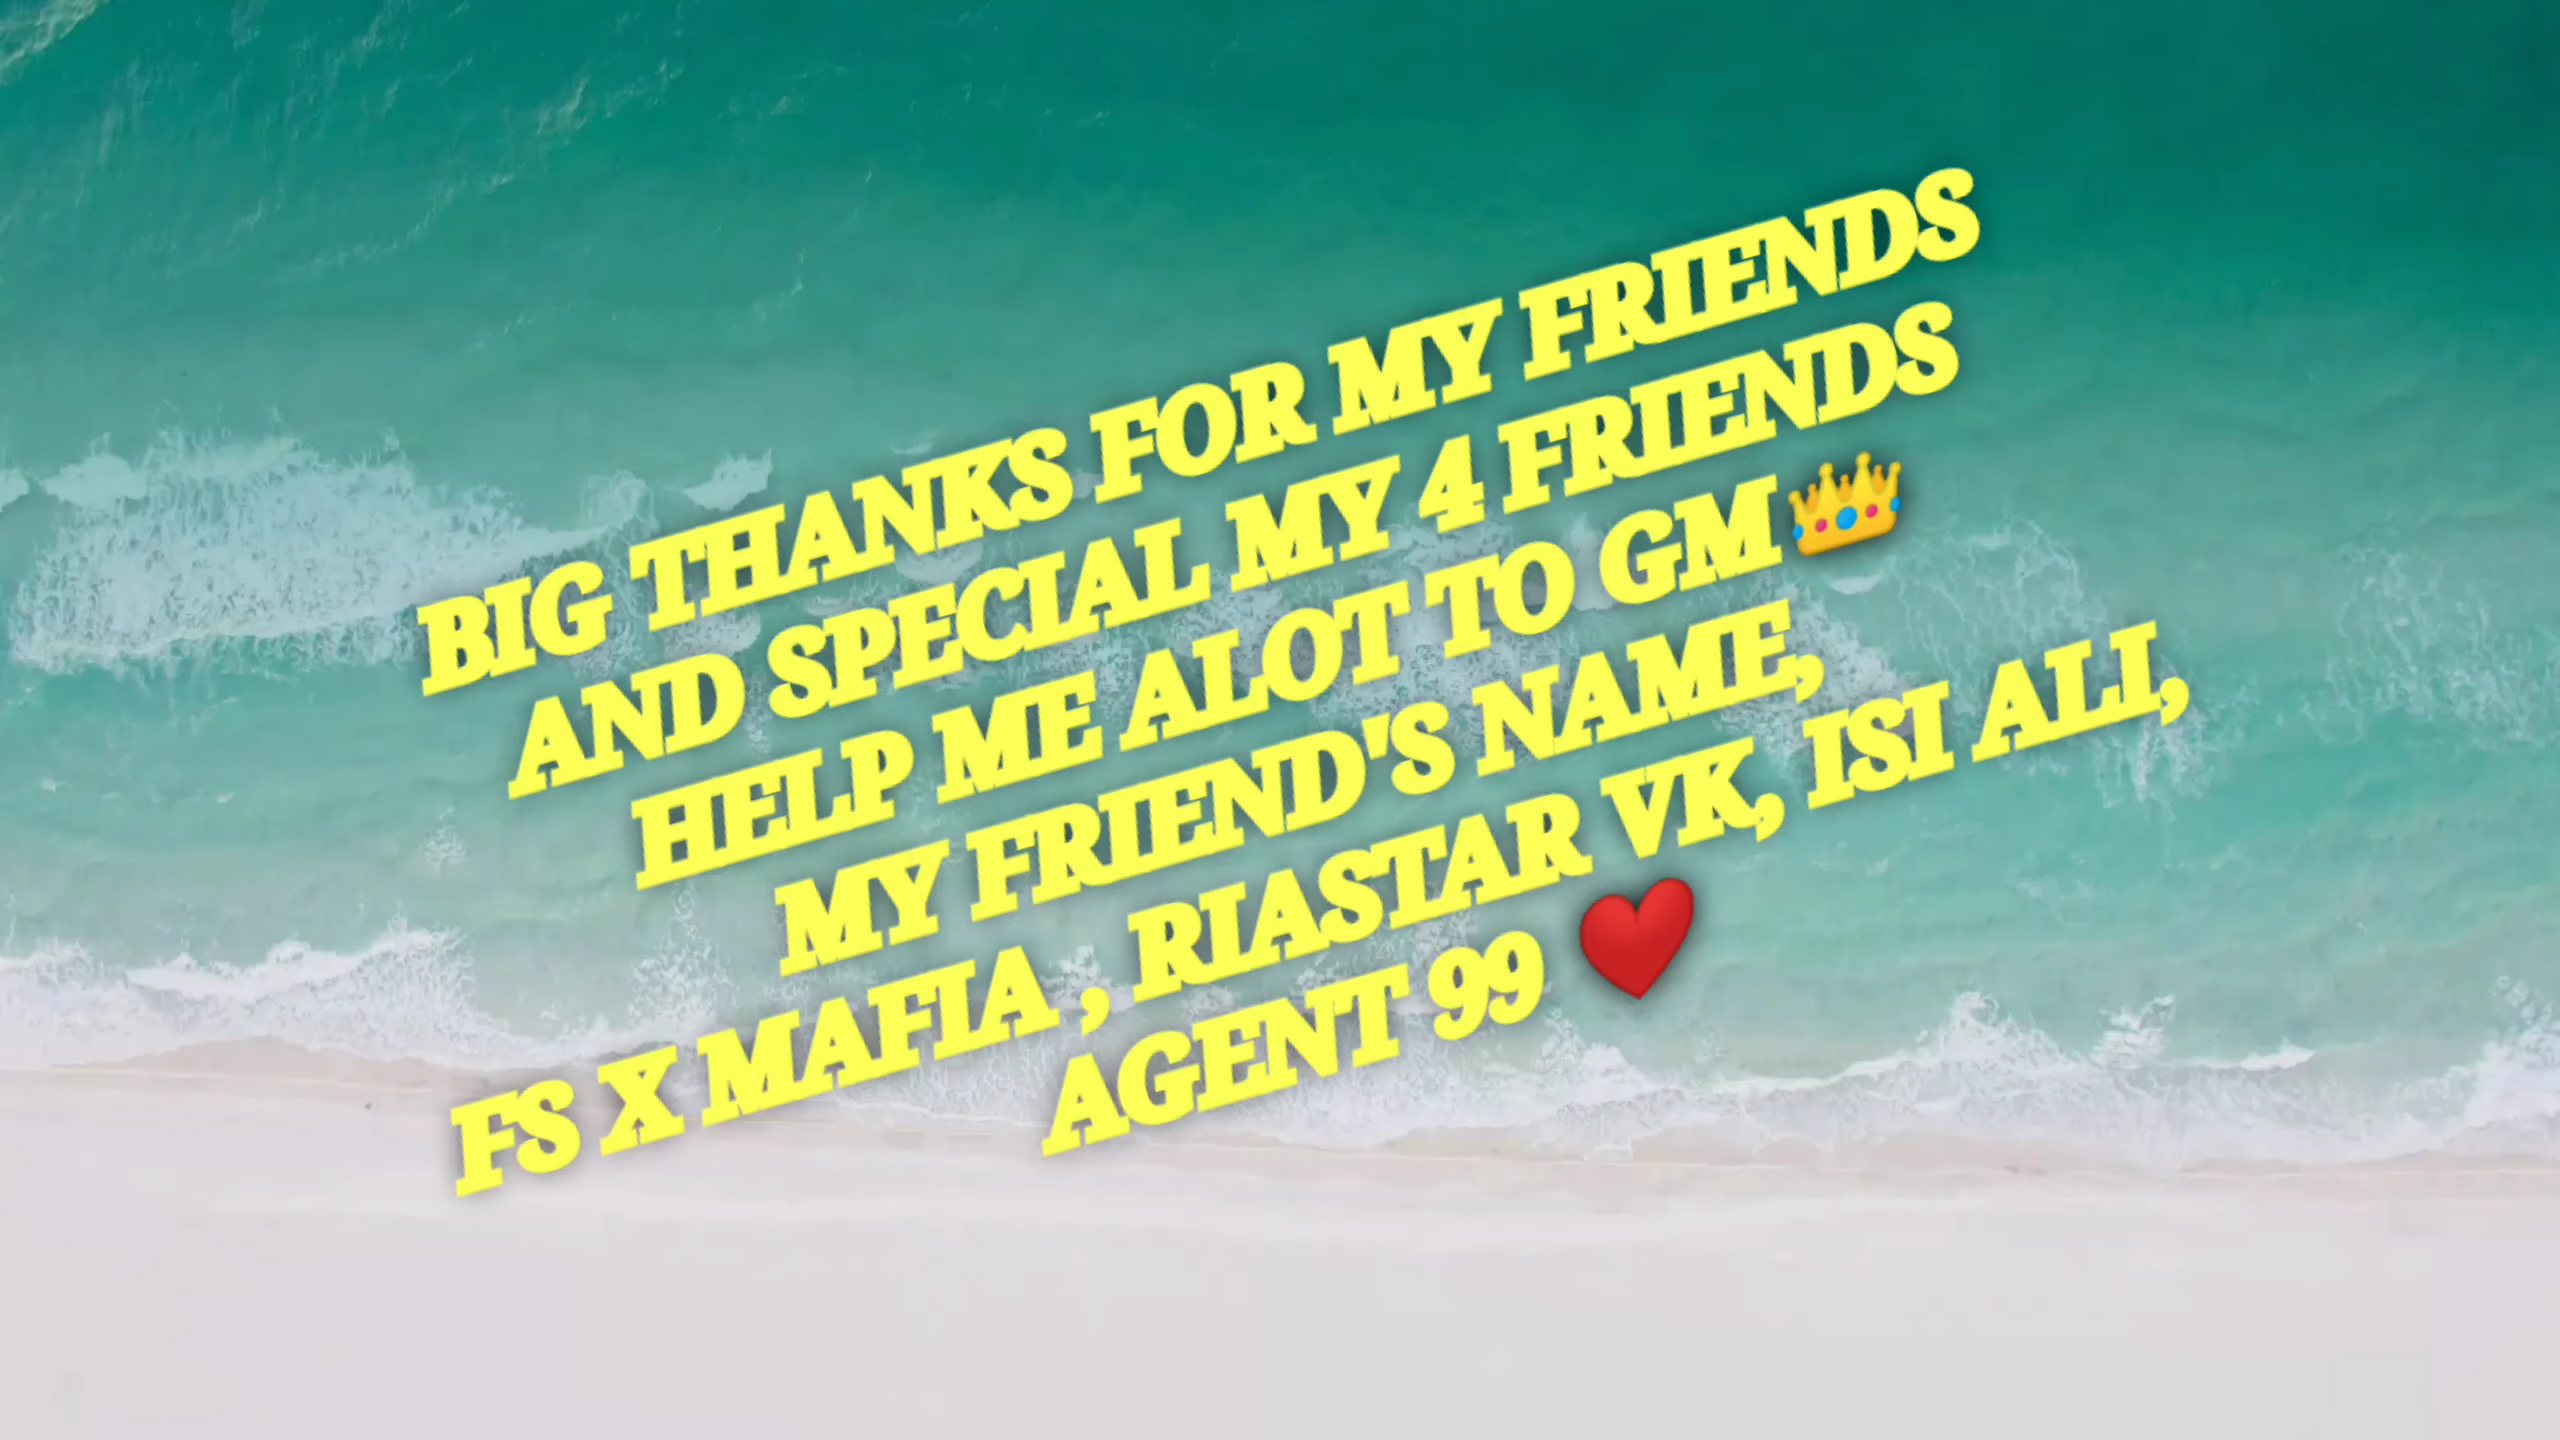 BIG THANKS FOR MY FRIENDS
AND SPECIAL MY 4 FRIENDS
HELP ME ALOT TO GM 👑
MY FRIEND'S NAME,
FS X MAFIA , RIASTAR VK, ISI ALI,
AGENT 99 ❤️